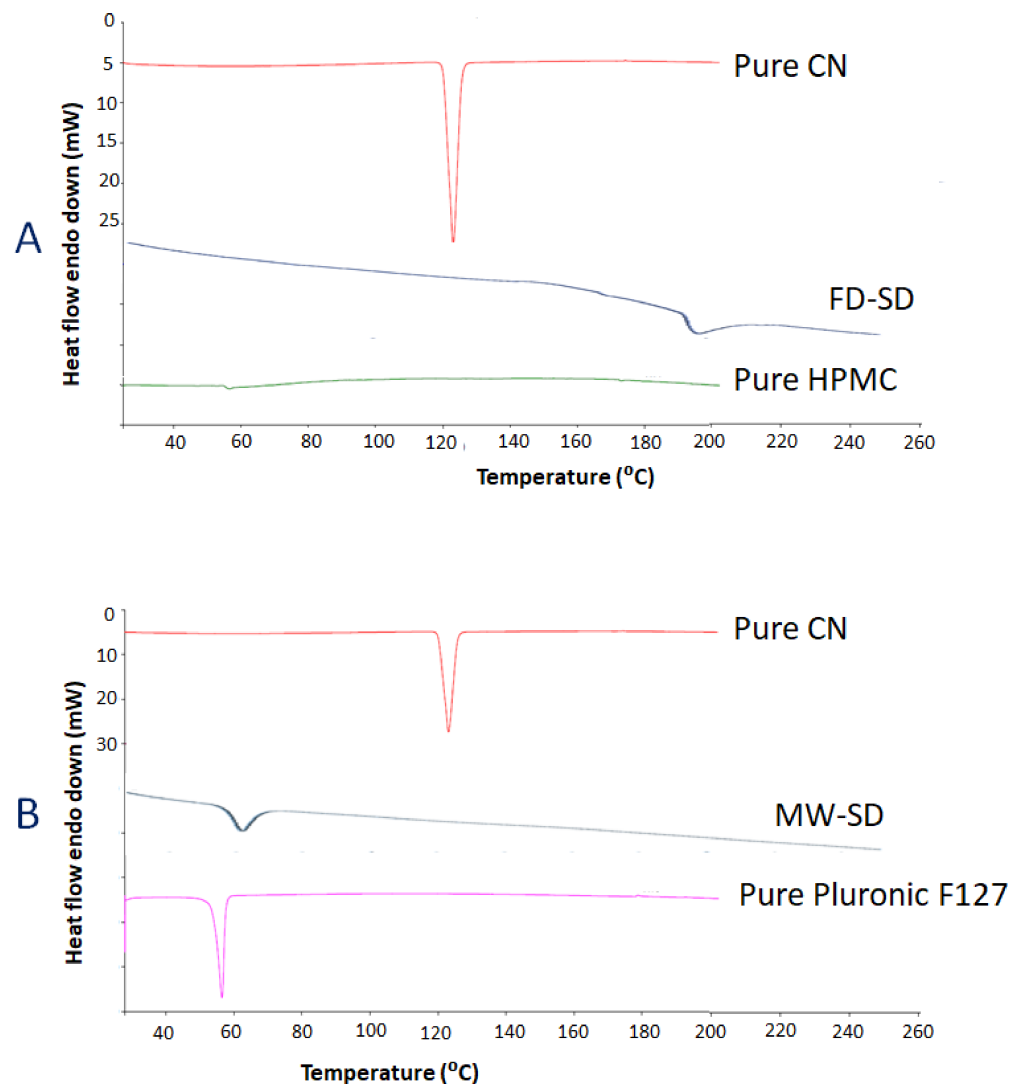 0
5
10
15
20
25
Heat flow endo down (mW)
A
Pure CN
FD-SD
Pure HPMC
40 60 80 100 120 140 160 180 200 220 240 260
Temperature (⁰C)
0
10
20
30
Heat flow endo down (mW)
B
Pure CN
MW-SD
Pure Pluronic F127
40 60 80 100 120 140 160 180 200 220 240 260
Temperature (⁰C)